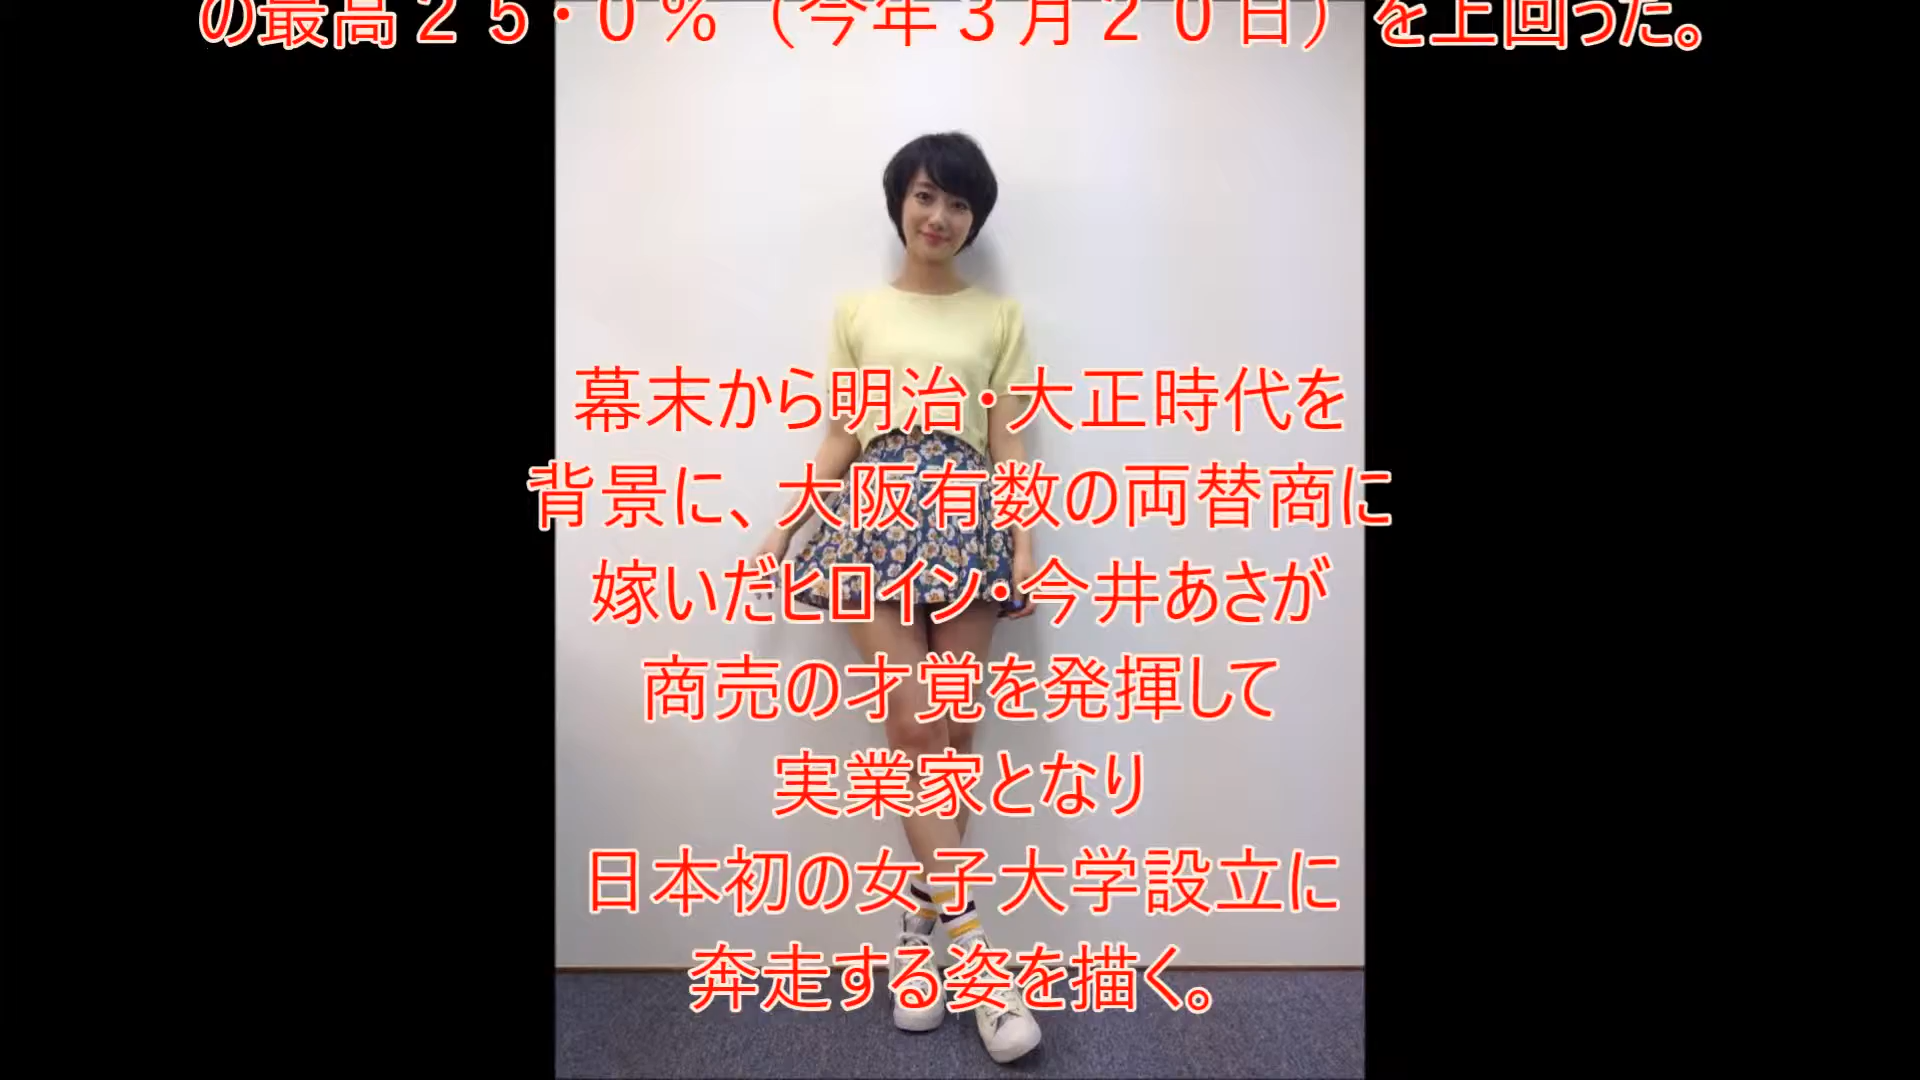 の最高２５・０％（今年３月２０日）を上回った。
幕末から明治・大正時代を
背景に、大阪有数の両替商に
嫁いだヒロイン・今井あさが
商売の才覚を発揮して
実業家となり
日本初の女子大学設立に
奔走する姿を描く。